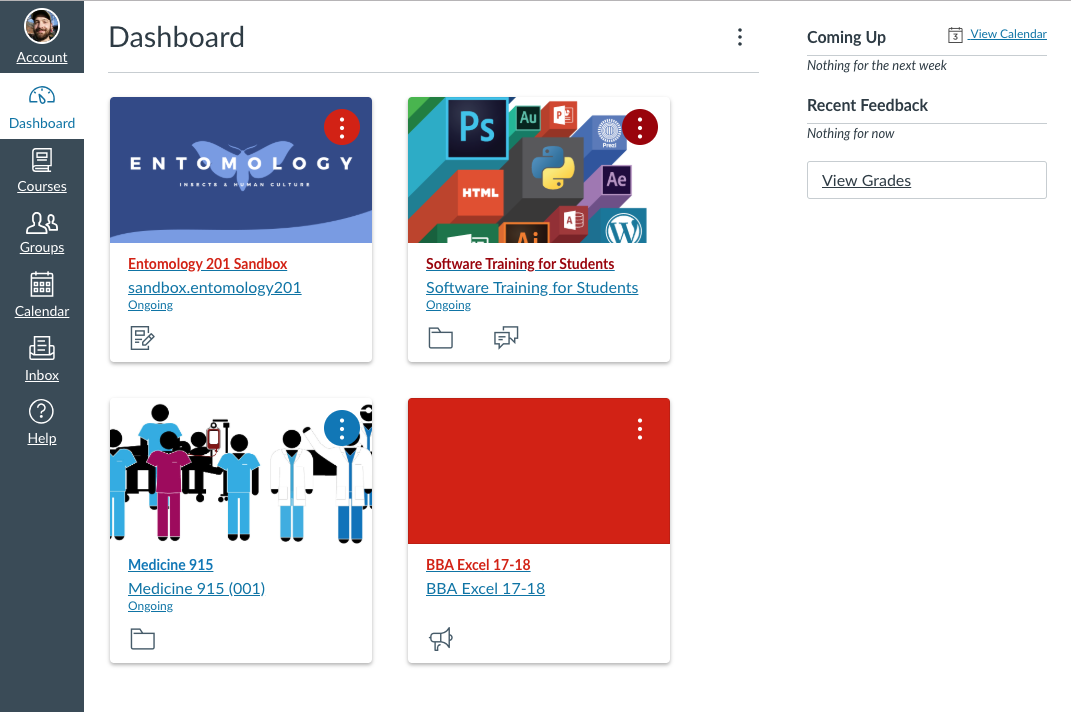 Account
Dashboard
Courses
Groups
Calendar
Inbox
Help
Dashboard
ENTOMOLOGY
INSECTS & HUMAN CULTURE
Entomology 201 Sandbox
sandbox.entomology201
Ongoing
Ps
Au
Prezi
HTML
Ae
A
Ai
W
Software Training for Students
Software Training for Students
Ongoing
Medicine 915
Medicine 915 (001)
Ongoing
BBA Excel 17-18
BBA Excel 17-18
Coming Up
3
View Calendar
Nothing for the next week
Recent Feedback
Nothing for now
View Grades